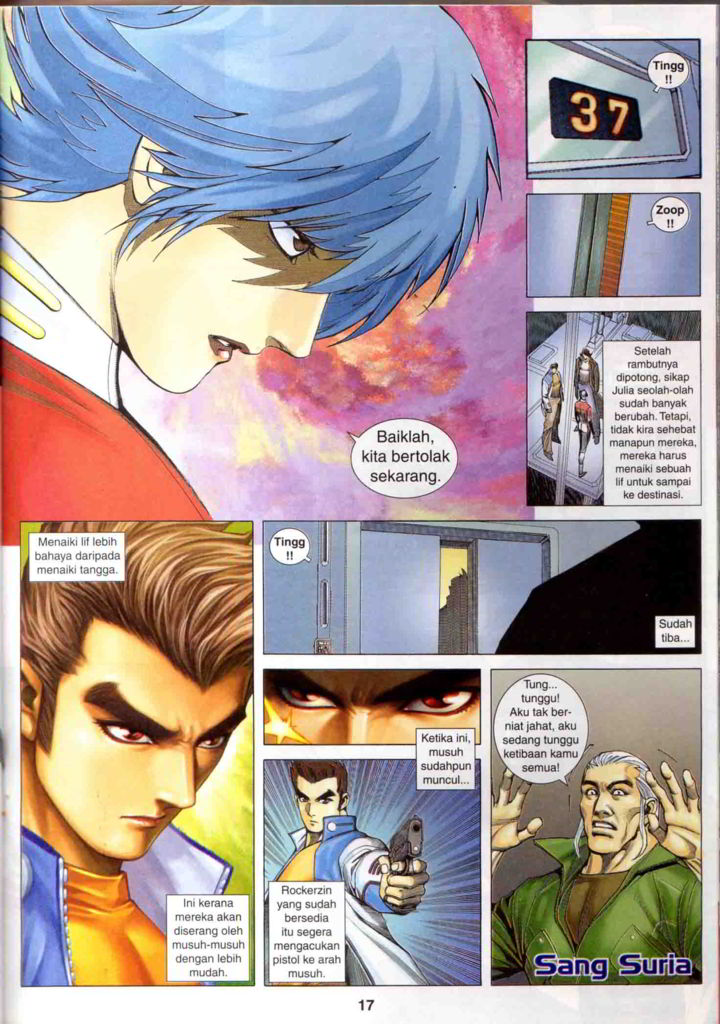 Tingg
!!
37
Zoop
!!
Setelah
rambutnya
dipotong, sikap
Julia seolah-olah
sudah banyak
berubah. Tetapi,
tidak kira sehebat
manapun mereka,
mereka harus
menaiki sebuah
lif untuk sampai
ke destinasi.
Baiklah,
kita bertolak
sekarang.
Menaiki lif lebih
bahaya daripada
menaiki tangga.
Ini kerana
mereka akan
diserang oleh
musuh-musuh
dengan lebih
mudah.
Tingg
!!
Sudah
tiba...
Ketika ini,
musuh
sudahpun
muncul...
Rockerzin
yang sudah
bersedia
itu segera
mengacukan
pistol ke arah
musuh.
Tung...
tunggu!
Aku tak ber-
niat jahat, aku
sedang tunggu
ketibaan kamu
semua!
Sang Suria
17